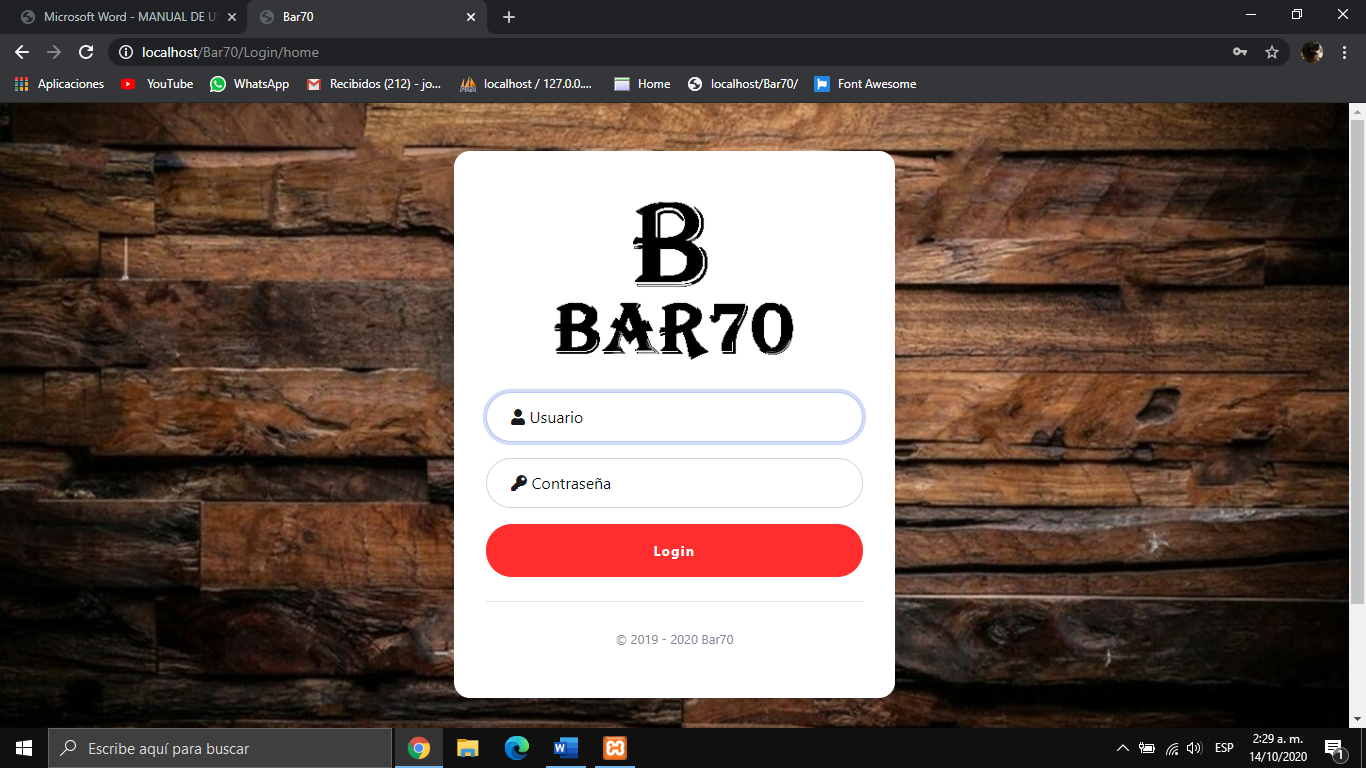 Microsoft Word - MANUAL DE U
Bar70
localhost/Bar70/Login/home
Aplicaciones
YouTube
WhatsApp
Recibidos (212) - jo...
localhost / 127.0.0....
Home
localhost/Bar70/
Font Awesome
B
BAR70
Usuario
Contraseña
Login
© 2019 - 2020 Bar70
Escribe aquí para buscar
ESP
2:29 a. m.
14/10/2020
1